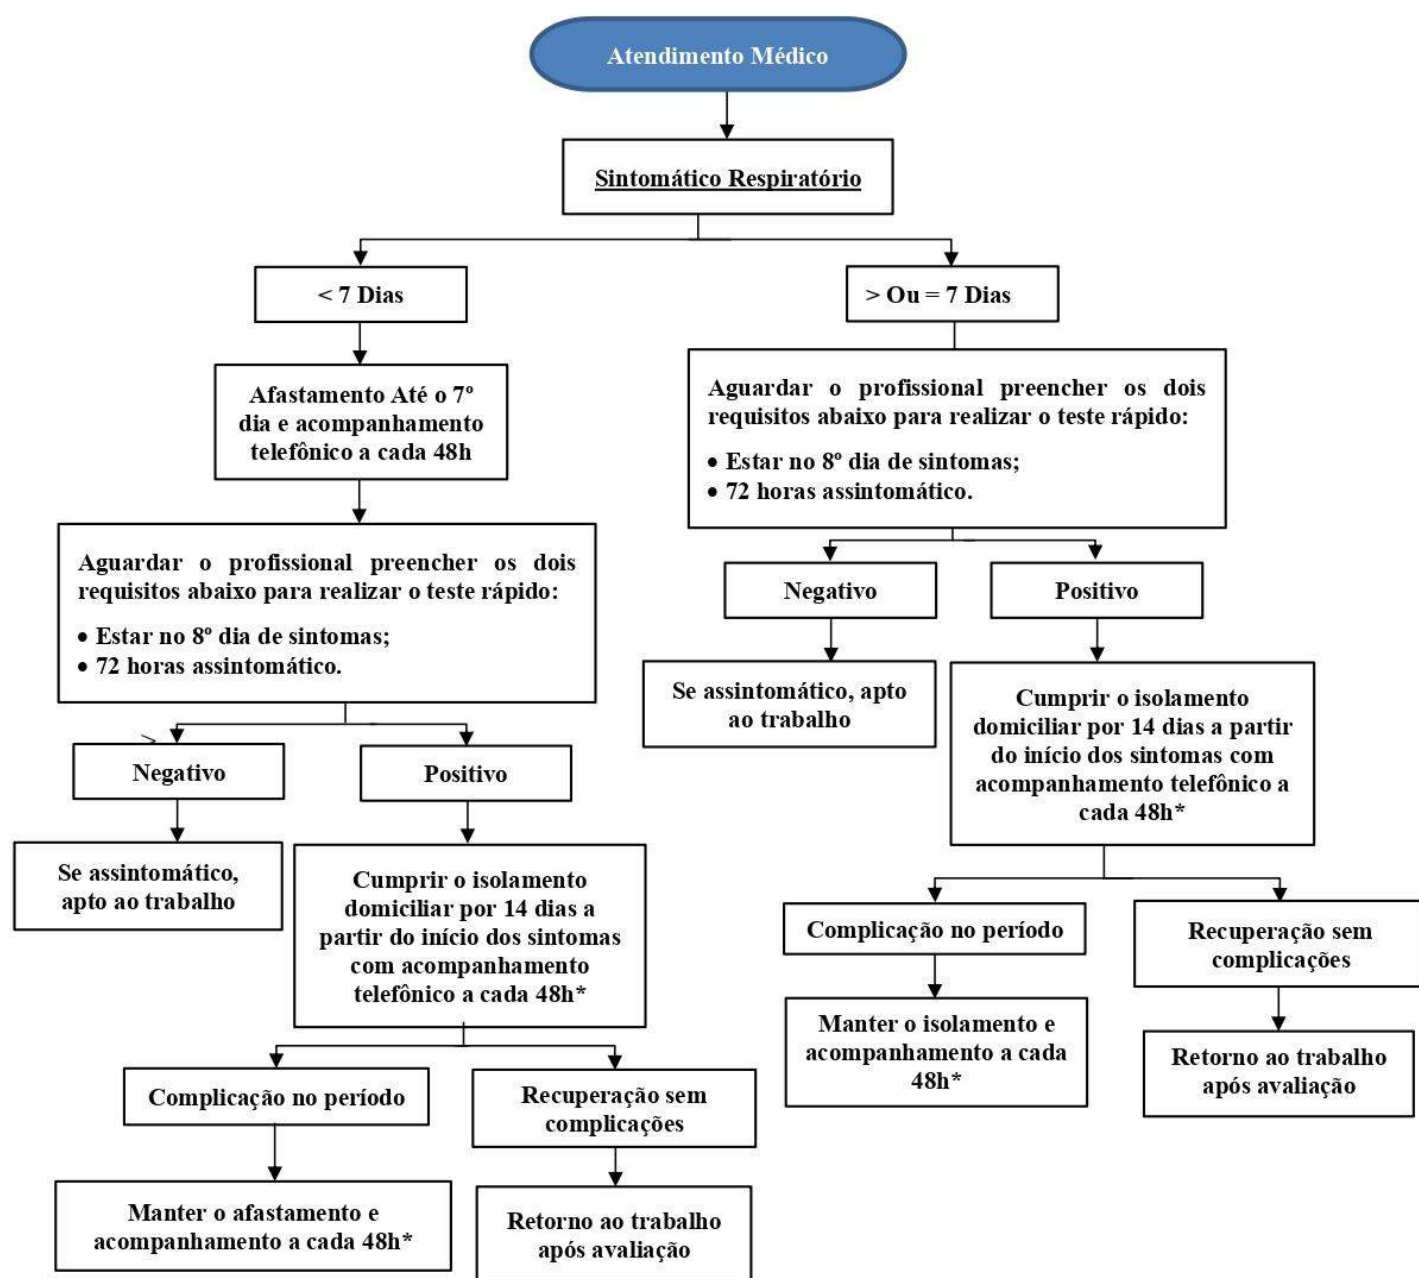 Atendimento Médico
Sintomático Respiratório
< 7 Dias
> Ou = 7 Dias
Afastamento Até o 7º
dia e acompanhamento
telefônico a cada 48h
Aguardar o profissional preencher os dois
requisitos abaixo para realizar o teste rápido:
• Estar no 8º dia de sintomas;
• 72 horas assintomático.
Negativo
Positivo
Se assintomático,
apto ao trabalho
Cumprir o isolamento
domiciliar por 14 dias a
partir do início dos sintomas
com acompanhamento
telefônico a cada 48h*
Complicação no período
Recuperação sem
complicações
Manter o afastamento e
acompanhamento a cada 48h*
Retorno ao trabalho
após avaliação
Aguardar o profissional preencher os dois
requisitos abaixo para realizar o teste rápido:
• Estar no 8º dia de sintomas;
• 72 horas assintomático.
Negativo
Positivo
Se assintomático, apto
ao trabalho
Cumprir o isolamento
domiciliar por 14 dias a partir
do início dos sintomas com
acompanhamento telefônico a
cada 48h*
Complicação no período
Recuperação sem
complicações
Manter o isolamento e
acompanhamento a cada
48h*
Retorno ao trabalho
após avaliação